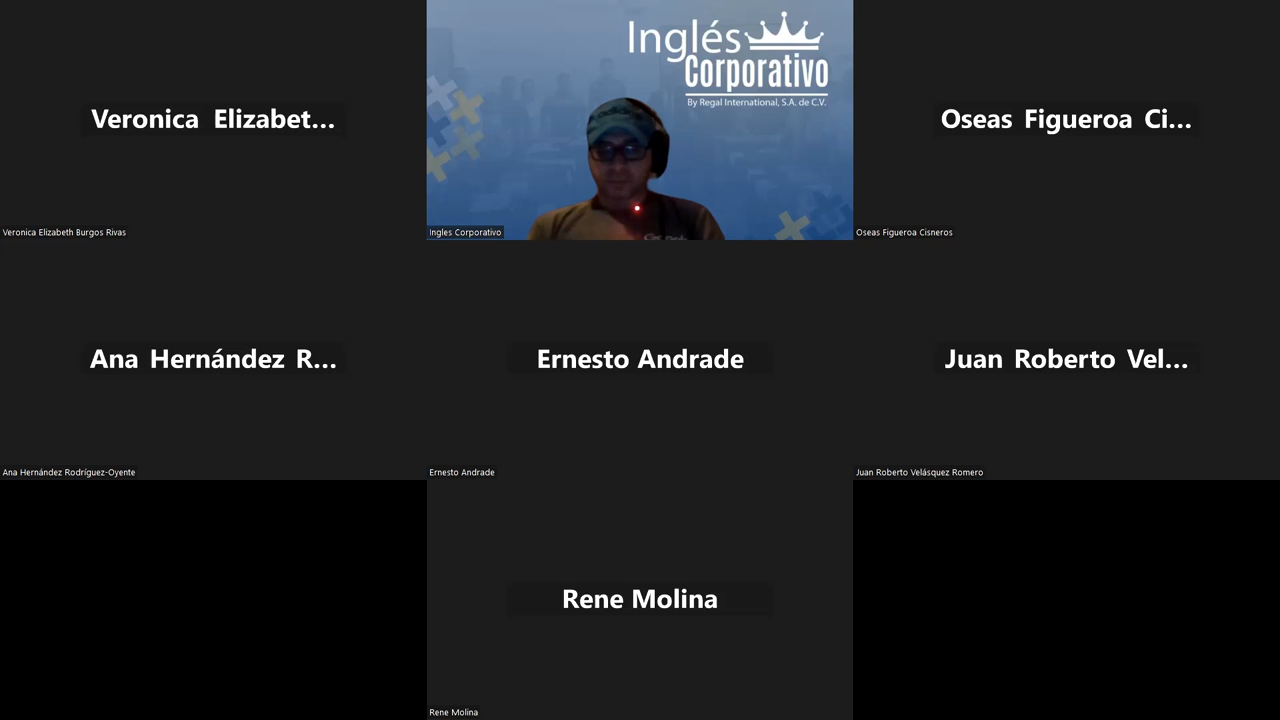 Veronica Elizabet...
Veronica Elizabeth Burgos Rivas
Inglés
Corporativo
By Regal International, S.A. de C.V.
Ingles Corporativo
Oseas Figueroa Ci...
Oseas Figueroa Cisneros
Ana Hernández R...
Ana Hernández Rodríguez-Oyente
Ernesto Andrade
Ernesto Andrade
Juan Roberto Vel...
Juan Roberto Velásquez Romero
Rene Molina
Rene Molina